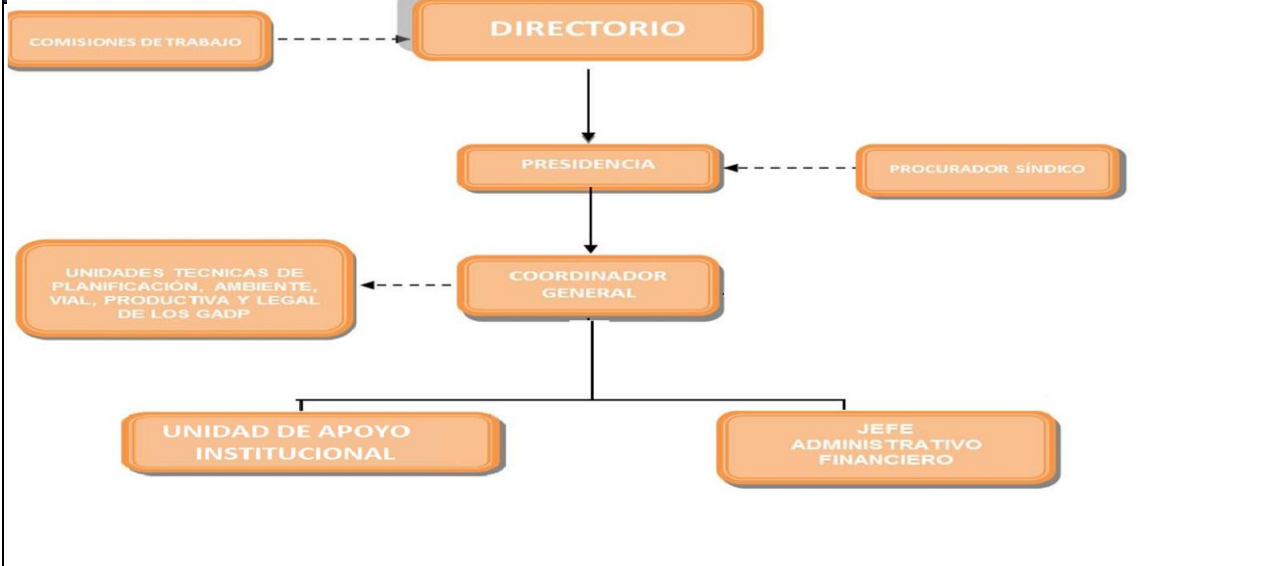 COMISIONES DE TRABAJO
DIRECTORIO
PRESIDENCIA
PROCURADOR SÍNDICO
UNIDADES TECNICAS DE
PLANIFICACIÓN, AMBIENTE,
VIAL, PRODUCTIVA Y LEGAL
DE LOS GADP
COORDINADOR
GENERAL
UNIDAD DE APOYO
INSTITUCIONAL
JEFE
ADMINISTRATIVO
FINANCIERO